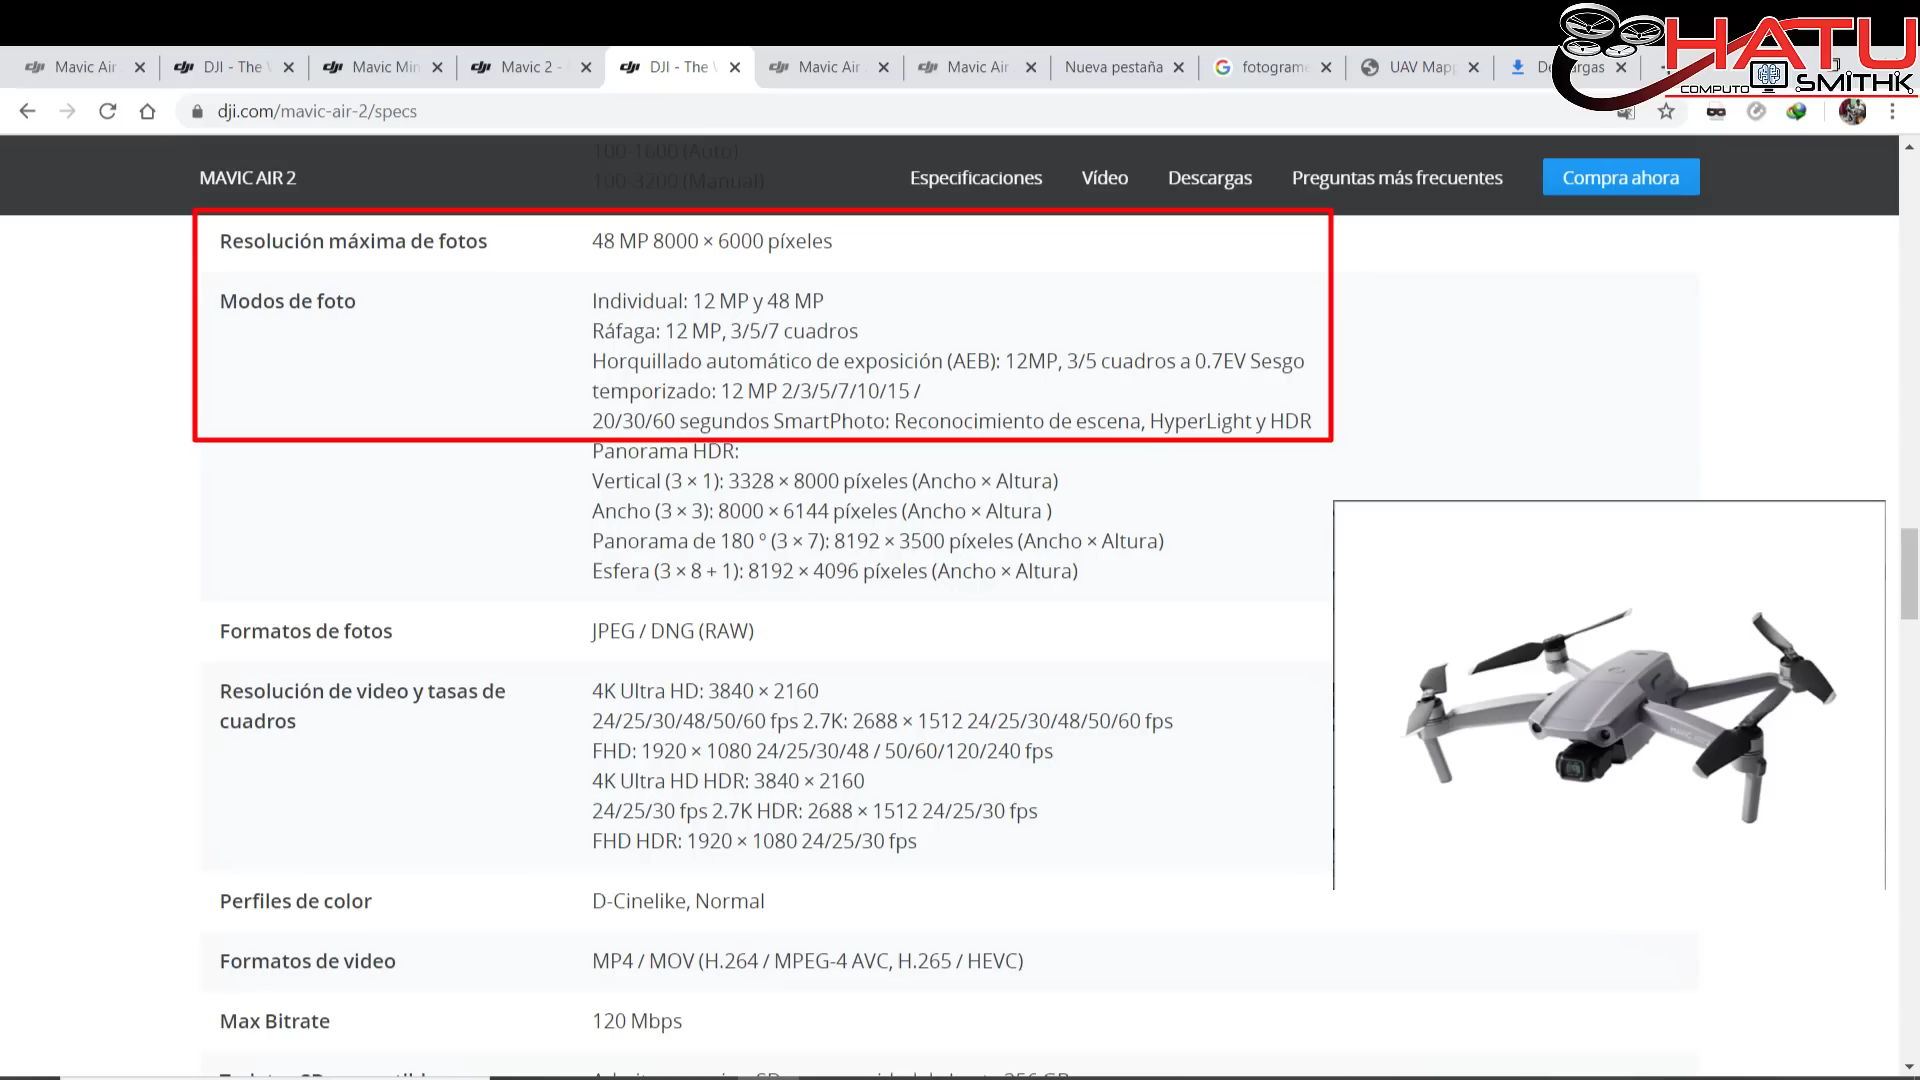 HATU
COMPUTO SMITHK
Mavic Air
DJI - The
Mavic Min
Mavic 2 -
DJI - The
Mavic Air
Mavic Air
Nueva pestaña
fotograme
UAV Mapp
dji.com/mavic-air-2/specs
100-1600 (Auto)
100-3200 (Manual)
MAVIC AIR 2
Especificaciones
Vídeo
Descargas
Preguntas más frecuentes
Compra ahora
Resolución máxima de fotos
48 MP 8000 × 6000 píxeles
Modos de foto
Individual: 12 MP y 48 MP
Ráfaga: 12 MP, 3/5/7 cuadros
Horquillado automático de exposición (AEB): 12MP, 3/5 cuadros a 0.7EV Sesgo
temporizado: 12 MP 2/3/5/7/10/15 /
20/30/60 segundos SmartPhoto: Reconocimiento de escena, HyperLight y HDR
Panorama HDR:
Vertical (3 × 1): 3328 × 8000 píxeles (Ancho × Altura)
Ancho (3 × 3): 8000 × 6144 píxeles (Ancho × Altura )
Panorama de 180 º (3 × 7): 8192 × 3500 píxeles (Ancho × Altura)
Esfera (3 × 8 + 1): 8192 × 4096 píxeles (Ancho × Altura)
Formatos de fotos
JPEG / DNG (RAW)
Resolución de video y tasas de
cuadros
4K Ultra HD: 3840 × 2160
24/25/30/48/50/60 fps 2.7K: 2688 × 1512 24/25/30/48/50/60 fps
FHD: 1920 × 1080 24/25/30/48 / 50/60/120/240 fps
4K Ultra HD HDR: 3840 × 2160
24/25/30 fps 2.7K HDR: 2688 × 1512 24/25/30 fps
FHD HDR: 1920 × 1080 24/25/30 fps
Perfiles de color
D-Cinelike, Normal
Formatos de video
MP4 / MOV (H.264 / MPEG-4 AVC, H.265 / HEVC)
Max Bitrate
120 Mbps